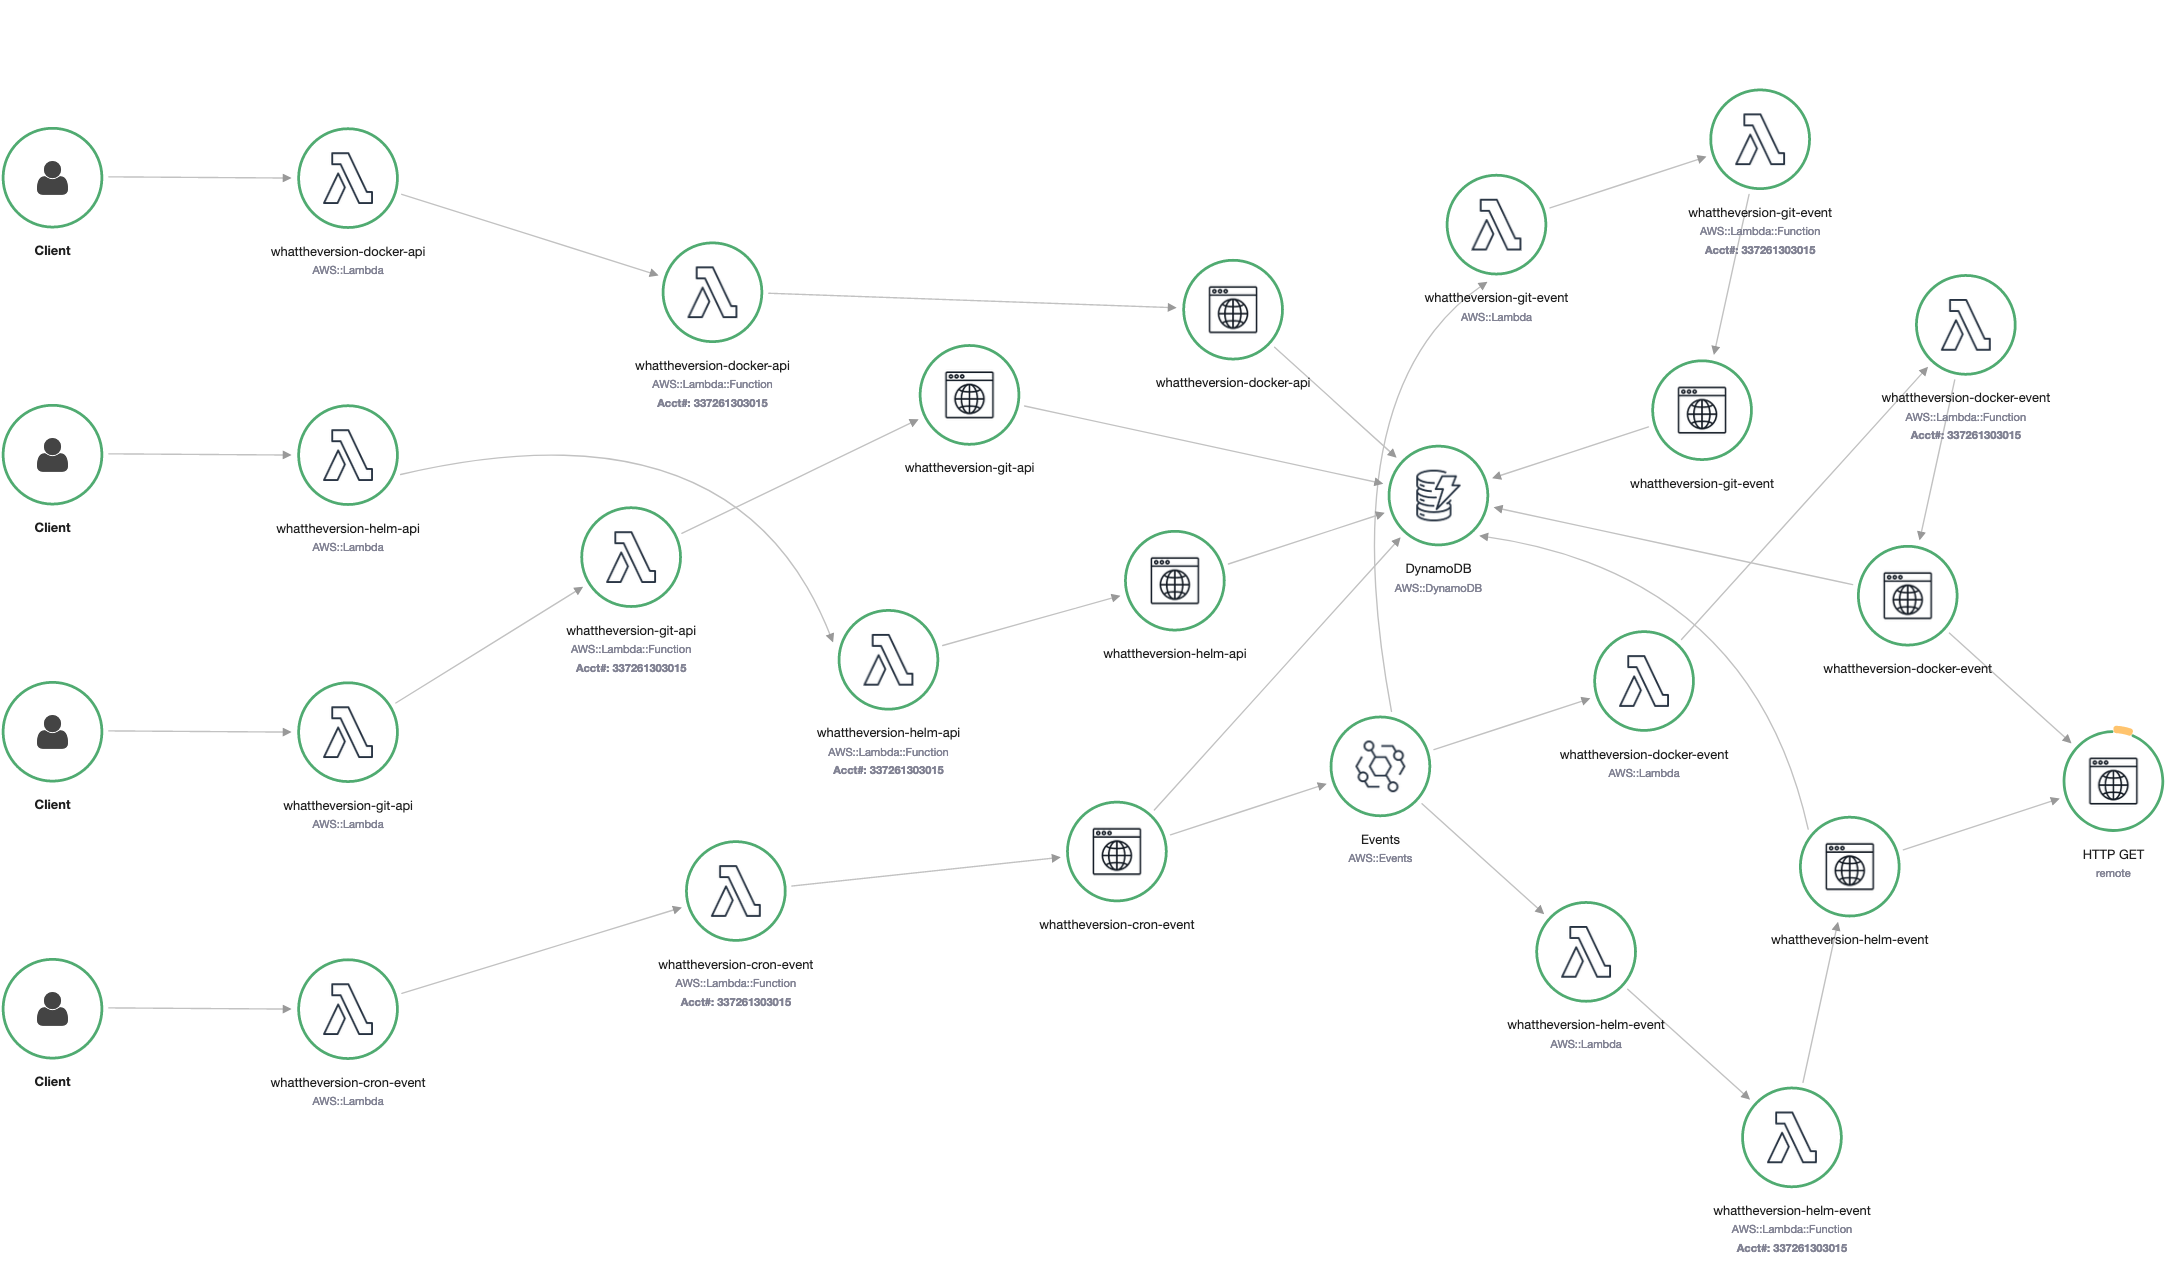 Client
whattheversion-docker-api
AWS::Lambda
whattheversion-docker-api
AWS::Lambda::Function
Acct#: 337261303015
whattheversion-docker-api
whattheversion-git-event
AWS::Lambda
whattheversion-git-event
AWS::Lambda::Function
Acct#: 337261303015
whattheversion-git-event
whattheversion-docker-event
AWS::Lambda::Function
Acct#: 337261303015
Client
whattheversion-helm-api
AWS::Lambda
whattheversion-git-api
whattheversion-git-api
AWS::Lambda::Function
Acct#: 337261303015
whattheversion-helm-api
AWS::Lambda::Function
Acct#: 337261303015
whattheversion-helm-api
DynamoDB
AWS::DynamoDB
whattheversion-docker-event
AWS::Lambda
whattheversion-docker-event
Client
whattheversion-git-api
AWS::Lambda
Events
AWS::Events
HTTP GET
remote
whattheversion-cron-event
AWS::Lambda::Function
Acct#: 337261303015
whattheversion-cron-event
whattheversion-helm-event
whattheversion-helm-event
AWS::Lambda
Client
whattheversion-cron-event
AWS::Lambda
whattheversion-helm-event
AWS::Lambda::Function
Acct#: 337261303015